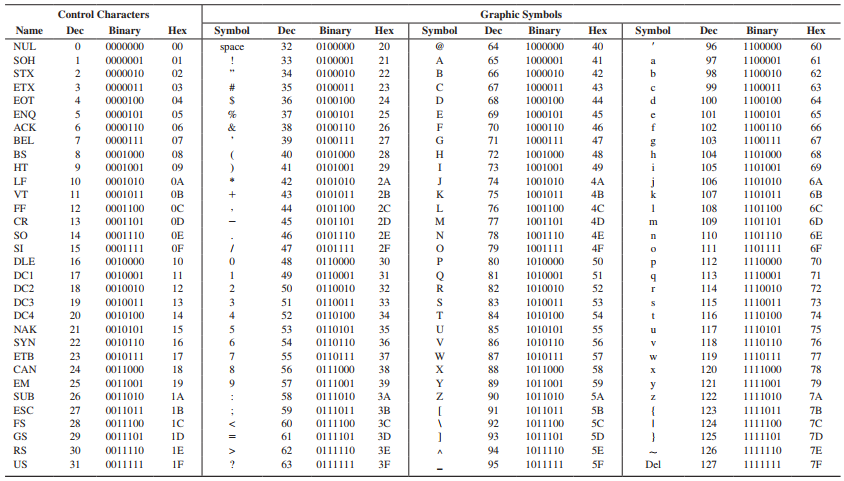 Control Characters Graphic Symbols
Name Dec Binary Hex Symbol Dec Binary Hex Symbol Dec Binary Hex Symbol Dec Binary Hex
NUL 0 0000000 00 space 32 0100000 20 @ 64 1000000 40 ′ 96 1100000 60
SOH 1 0000001 01 ! 33 0100001 21 A 65 1000001 41 a 97 1100001 61
STX 2 0000010 02 ” 34 0100010 22 B 66 1000010 42 b 98 1100010 62
ETX 3 0000011 03 # 35 0100011 23 C 67 1000011 43 c 99 1100011 63
EOT 4 0000100 04 $ 36 0100100 24 D 68 1000100 44 d 100 1100100 64
ENQ 5 0000101 05 % 37 0100101 25 E 69 1000101 45 e 101 1100101 65
ACK 6 0000110 06 & 38 0100110 26 F 70 1000110 46 f 102 1100110 66
BEL 7 0000111 07 ’ 39 0100111 27 G 71 1000111 47 g 103 1100111 67
BS 8 0001000 08 ( 40 0101000 28 H 72 1001000 48 h 104 1101000 68
HT 9 0001001 09 ) 41 0101001 29 I 73 1001001 49 i 105 1101001 69
LF 10 0001010 0A * 42 0101010 2A J 74 1001010 4A j 106 1101010 6A
VT 11 0001011 0B + 43 0101011 2B K 75 1001011 4B k 107 1101011 6B
FF 12 0001100 0C , 44 0101100 2C L 76 1001100 4C l 108 1101100 6C
CR 13 0001101 0D − 45 0101101 2D M 77 1001101 4D m 109 1101101 6D
SO 14 0001110 0E . 46 0101110 2E N 78 1001110 4E n 110 1101110 6E
SI 15 0001111 0F / 47 0101111 2F O 79 1001111 4F o 111 1101111 6F
DLE 16 0010000 10 0 48 0110000 30 P 80 1010000 50 p 112 1110000 70
DC1 17 0010001 11 1 49 0110001 31 Q 81 1010001 51 q 113 1110001 71
DC2 18 0010010 12 2 50 0110010 32 R 82 1010010 52 r 114 1110010 72
DC3 19 0010011 13 3 51 0110011 33 S 83 1010011 53 s 115 1110011 73
DC4 20 0010100 14 4 52 0110100 34 T 84 1010100 54 t 116 1110100 74
NAK 21 0010101 15 5 53 0110101 35 U 85 1010101 55 u 117 1110101 75
SYN 22 0010110 16 6 54 0110110 36 V 86 1010110 56 v 118 1110110 76
ETB 23 0010111 17 7 55 0110111 37 W 87 1010111 57 w 119 1110111 77
CAN 24 0011000 18 8 56 0111000 38 X 88 1011000 58 x 120 1111000 78
EM 25 0011001 19 9 57 0111001 39 Y 89 1011001 59 y 121 1111001 79
SUB 26 0011010 1A : 58 0111010 3A Z 90 1011010 5A z 122 1111010 7A
ESC 27 0011011 1B ; 59 0111011 3B [ 91 1011011 5B { 123 1111011 7B
FS 28 0011100 1C < 60 0111100 3C \ 92 1011100 5C | 124 1111100 7C
GS 29 0011101 1D = 61 0111101 3D ] 93 1011101 5D } 125 1111101 7D
RS 30 0011110 1E > 62 0111110 3E ^ 94 1011110 5E ~ 126 1111110 7E
US 31 0011111 1F ? 63 0111111 3F _ 95 1011111 5F Del 127 1111111 7F